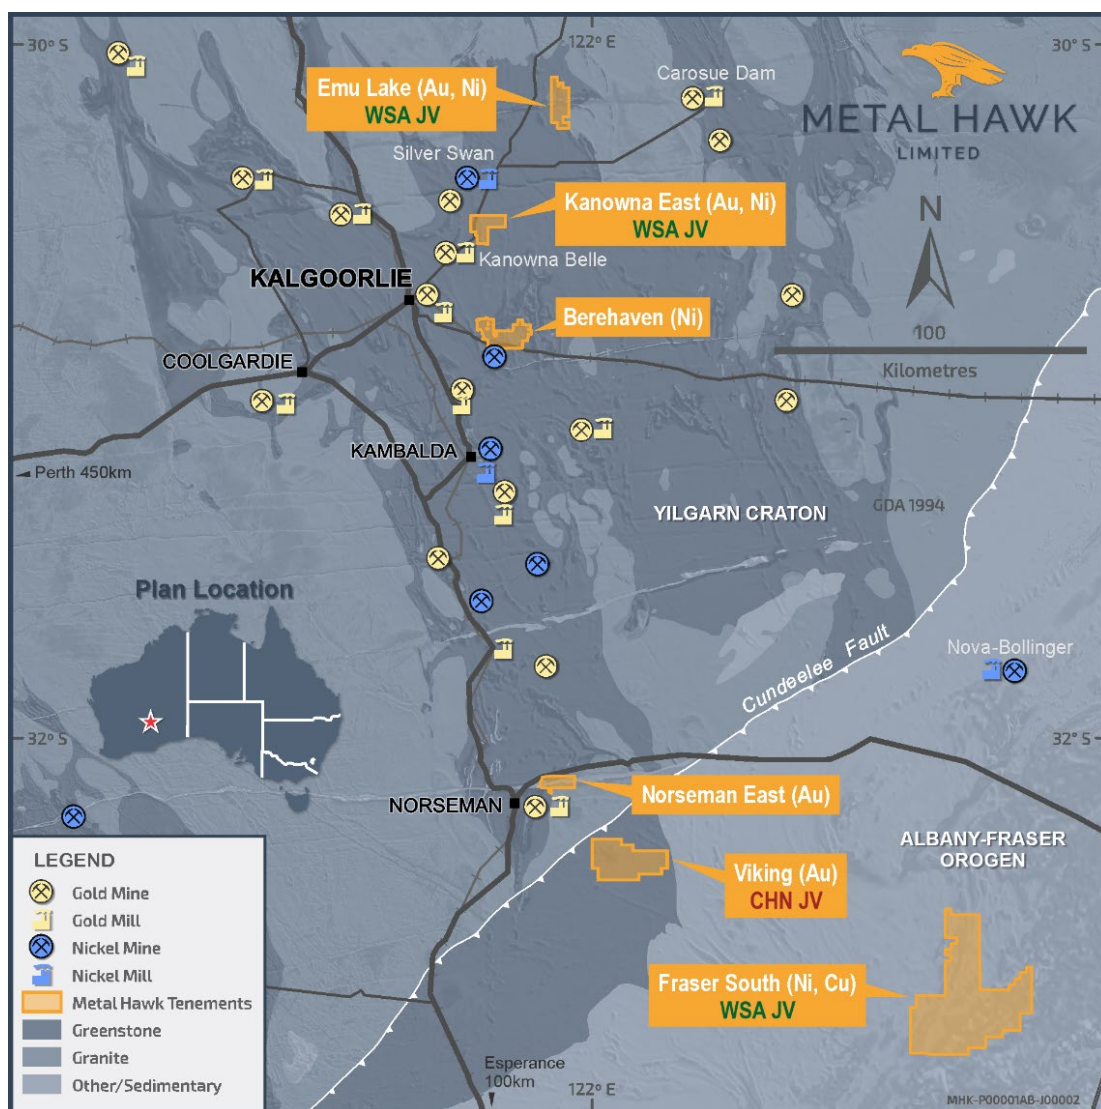 30° S
122° E
30° S
METAL HAWK
LIMITED
Carosue Dam
Emu Lake (Au, Ni)
WSA JV
Silver Swan
Kanowna East (Au, Ni)
WSA JV
N
Kanowna Belle
KALGOORLIE
Berehaven (Ni)
100
Kilometres
COOLGARDIE
KAMBALDA
Perth 450km
YILGARN CRATON
GDA 1994
Plan Location
Cundeelee Fault
Nova-Bollinger
32° S
32° S
NORSEMAN
Norseman East (Au)
ALBANY-FRASER
OROGEN
Viking (Au)
CHN JV
Fraser South (Ni, Cu)
WSA JV
LEGEND
Gold Mine
Gold Mill
Nickel Mine
Nickel Mill
Metal Hawk Tenements
Greenstone
Granite
Other/Sedimentary
Esperance
100km
122° E
MHK-P00001AB-J00002